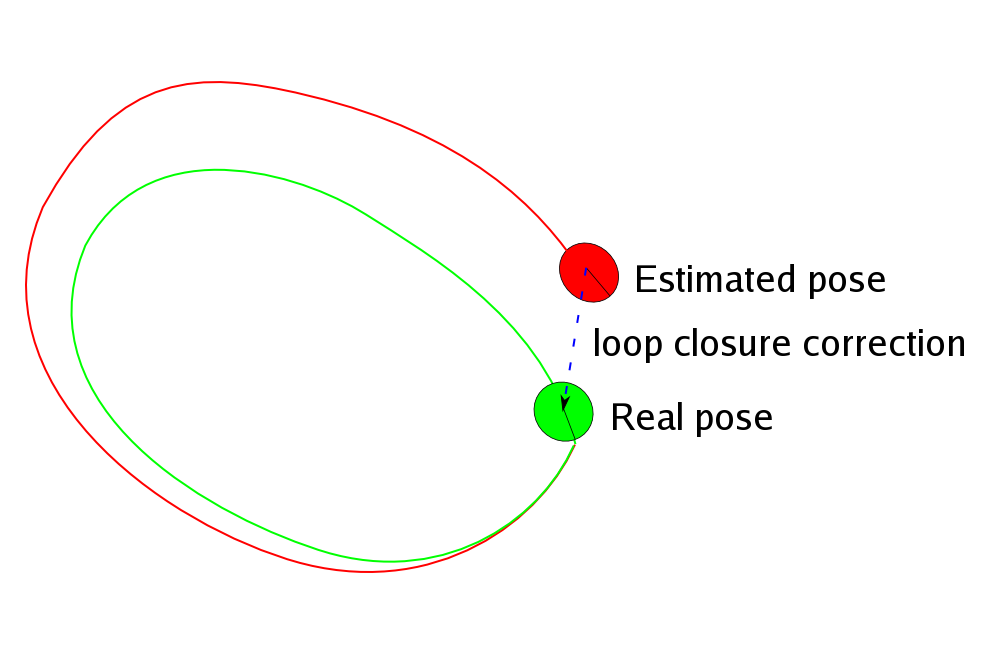 Estimated pose
loop closure correction
Real pose